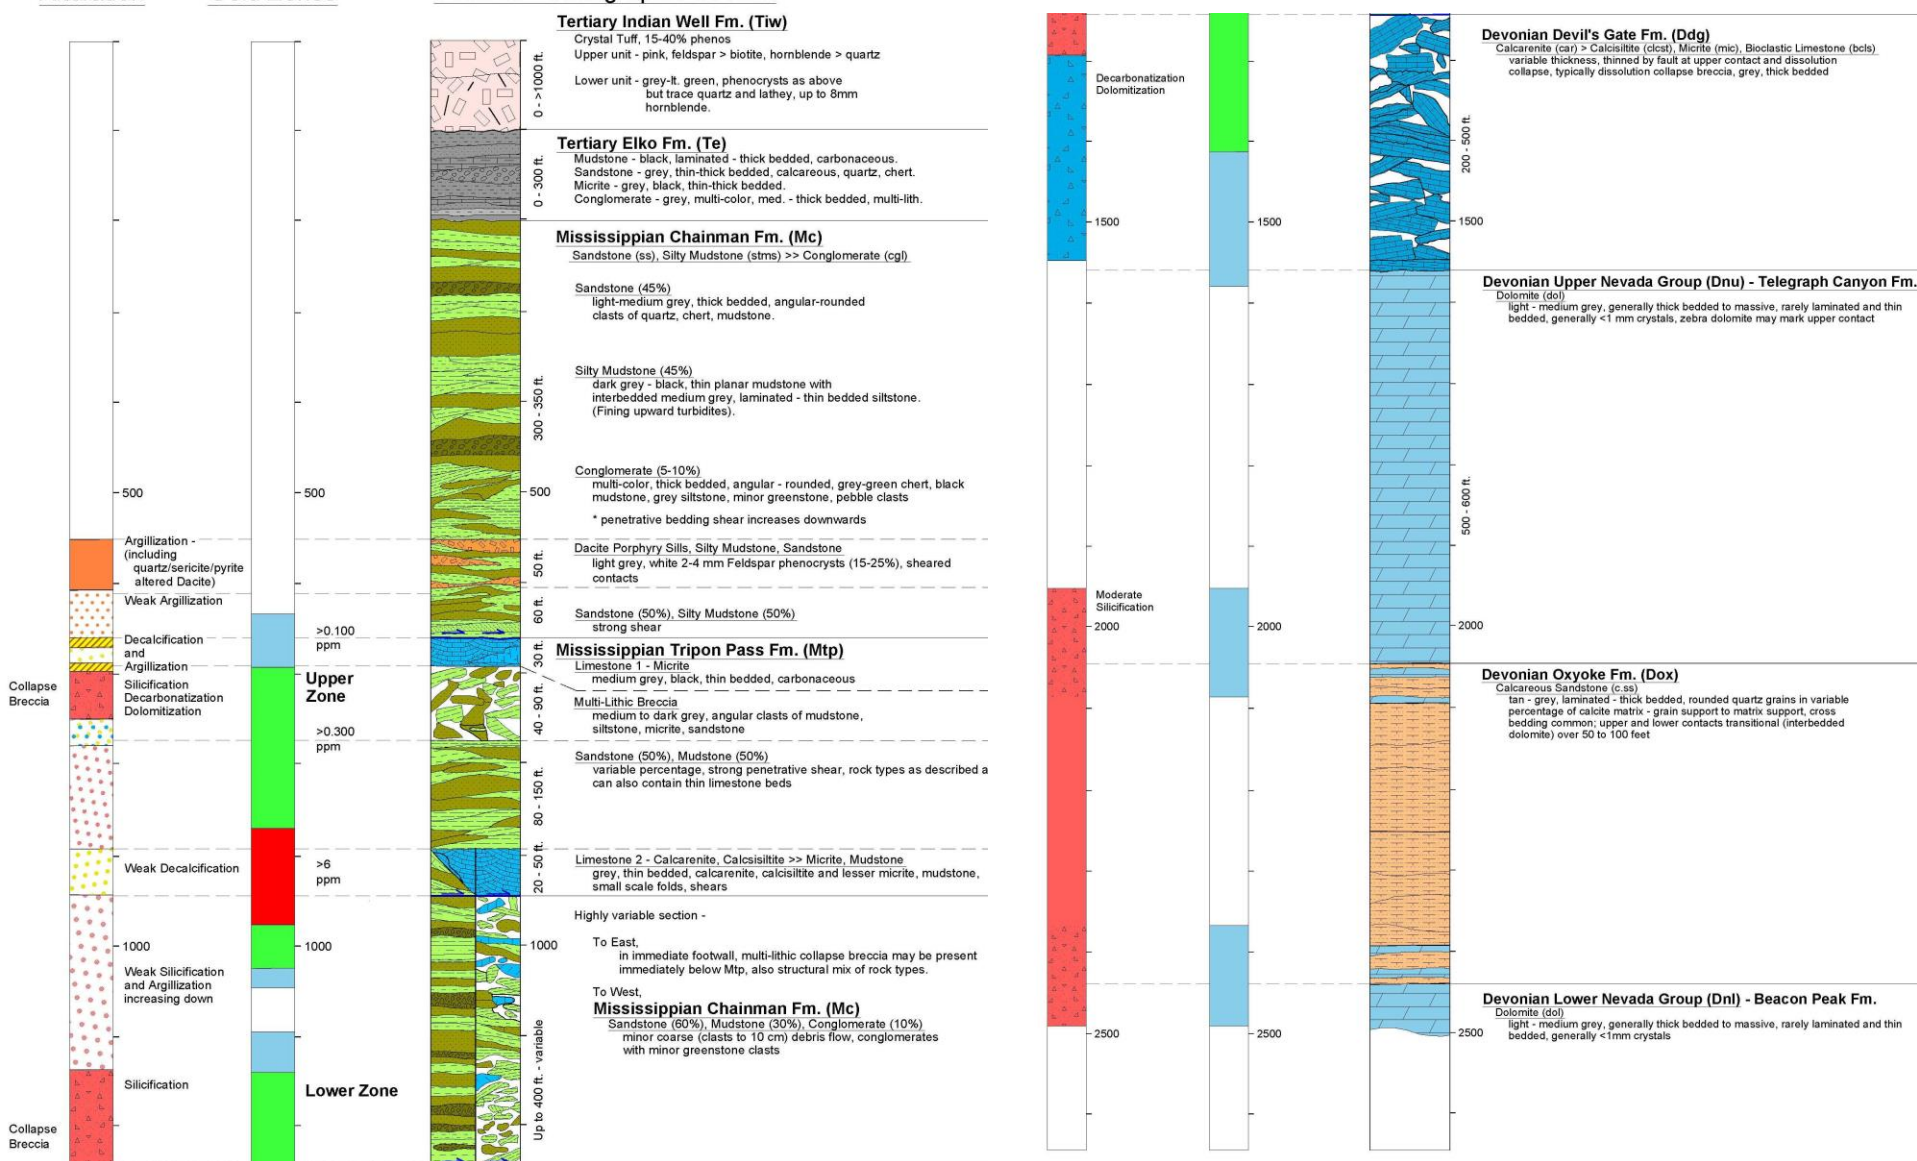 Tertiary Indian Well Fm. (Tiw)
Crystal Tuff, 15-40% phenos
Upper unit - pink, feldspar > biotite, hornblende > quartz
Lower unit - grey-lt. green, phenocrysts as above
but trace quartz and lathey, up to 8mm
hornblende.
0 - >1000 ft.
Tertiary Elko Fm. (Te)
Mudstone - black, laminated - thick bedded, carbonaceous.
Sandstone - grey, thin-thick bedded, calcareous, quartz, chert.
Micrite - grey, black, thin-thick bedded.
Conglomerate - grey, multi-color, med. - thick bedded, multi-lith.
0 - 300 ft.
Mississippian Chainman Fm. (Mc)
Sandstone (ss), Silty Mudstone (stms) >> Conglomerate (cgl)
Sandstone (45%)
light-medium grey, thick bedded, angular-rounded
clasts of quartz, chert, mudstone.
Silty Mudstone (45%)
dark grey - black, thin planar mudstone with
interbedded medium grey, laminated - thin bedded siltstone.
(Fining upward turbidites).
300 - 350 ft.
Conglomerate (5-10%)
multi-color, thick bedded, angular - rounded, grey-green chert, black
mudstone, grey siltstone, minor greenstone, pebble clasts
* penetrative bedding shear increases downwards
500
500
500
Argillization -
(including
quartz/sericite/pyrite
altered Dacite)
Weak Argillization
Dacite Porphyry Sills, Silty Mudstone, Sandstone
light grey, white 2-4 mm Feldspar phenocrysts (15-25%), sheared
contacts
50 ft.
Sandstone (50%), Silty Mudstone (50%)
strong shear
60 ft.
>0.100
ppm
Decalcification
and
Argillization
Mississippian Tripon Pass Fm. (Mtp)
Limestone 1 - Micrite
medium grey, black, thin bedded, carbonaceous
30 ft.
Collapse
Breccia
Silicification
Decarbonatization
Dolomitization
Upper
Zone
Multi-Lithic Breccia
medium to dark grey, angular clasts of mudstone,
siltstone, micrite, sandstone
40 - 90 ft.
>0.300
ppm
Sandstone (50%), Mudstone (50%)
variable percentage, strong penetrative shear, rock types as described a
can also contain thin limestone beds
80 - 150 ft.
Weak Decalcification
>6
ppm
Limestone 2 - Calcarenite, Calcsisiltite >> Micrite, Mudstone
grey, thin bedded, calcarenite, calcisiltite and lesser micrite, mudstone,
small scale folds, shears
20 - 50 ft.
Highly variable section -
1000
1000
1000
To East,
in immediate footwall, multi-lithic collapse breccia may be present
immediately below Mtp, also structural mix of rock types.
Weak Silicification
and Argillization
increasing down
To West,
Mississippian Chainman Fm. (Mc)
Sandstone (60%), Mudstone (30%), Conglomerate (10%)
minor coarse (clasts to 10 cm) debris flow, conglomerates
with minor greenstone clasts
Up to 400 ft. - variable
Silicification
Lower Zone
Collapse
Breccia
Devonian Devil's Gate Fm. (Ddg)
Calcarenite (car) > Calcisiltite (clcst), Micrite (mic), Bioclastic Limestone (bcls)
variable thickness, thinned by fault at upper contact and dissolution
collapse, typically dissolution collapse breccia, grey, thick bedded
Decarbonatization
Dolomitization
200 - 500 ft.
1500
1500
1500
Devonian Upper Nevada Group (Dnu) - Telegraph Canyon Fm.
Dolomite (dol)
light - medium grey, generally thick bedded to massive, rarely laminated and thin
bedded, generally <1 mm crystals, zebra dolomite may mark upper contact
500 - 600 ft.
Moderate
Silicification
2000
2000
2000
Devonian Oxyoke Fm. (Dox)
Calcareous Sandstone (c.ss)
tan - grey, laminated - thick bedded, rounded quartz grains in variable
percentage of calcite matrix - grain support to matrix support, cross
bedding common; upper and lower contacts transitional (interbedded
dolomite) over 50 to 100 feet
Devonian Lower Nevada Group (Dnl) - Beacon Peak Fm.
Dolomite (dol)
light - medium grey, generally thick bedded to massive, rarely laminated and thin
bedded, generally <1mm crystals
2500
2500
2500